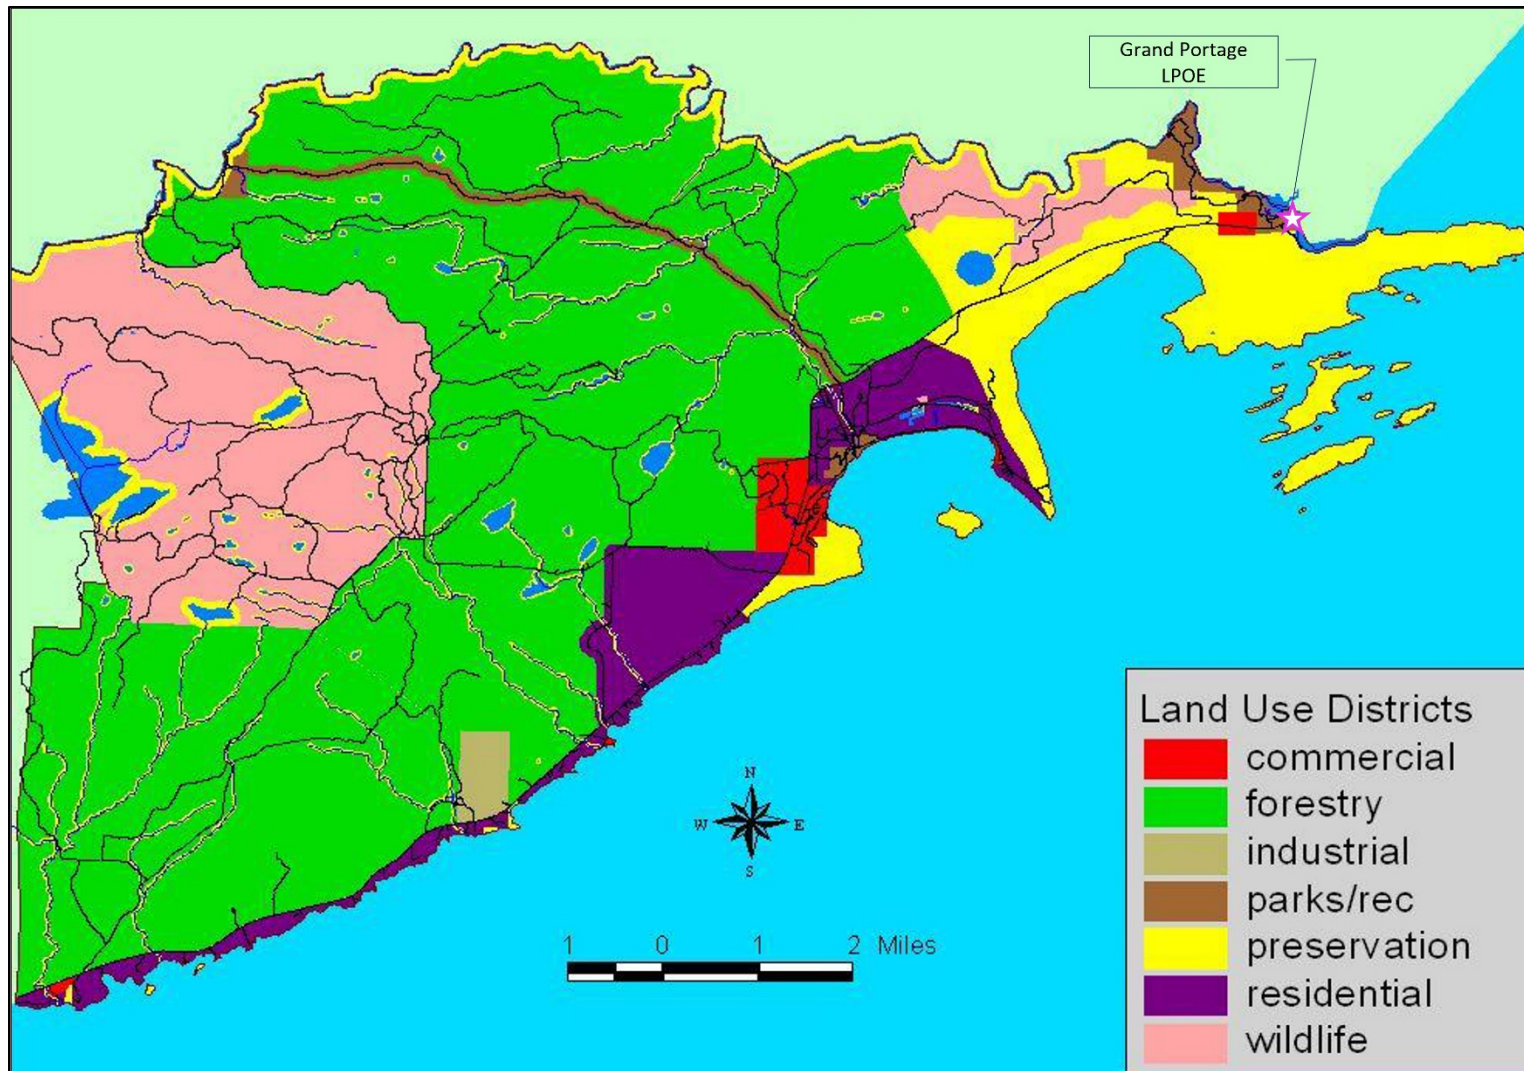 Grand Portage
LPOE
N
W E
S
1 0 1 2 Miles
Land Use Districts
commercial
forestry
industrial
parks/rec
preservation
residential
wildlife